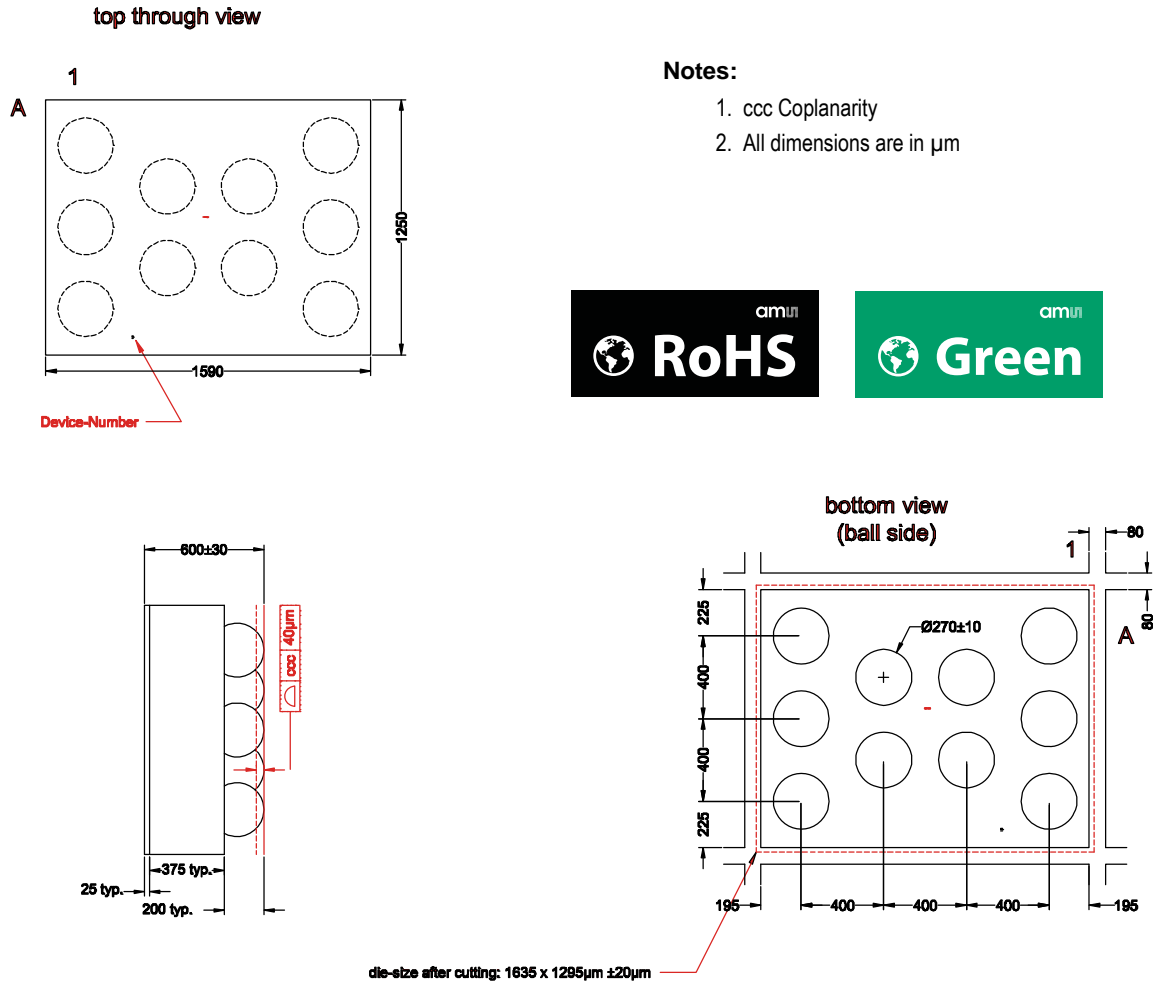 top through view
1
A
1250
1590
Device-Number
Notes:
1. ccc Coplanarity
2. All dimensions are in µm
am
RoHS
am
Green
600±30
ccc 40µm
375 typ.
25 typ.
200 typ.
bottom view
(ball side)
1
80
80
A
225
400
400
225
Ø270±10
195
400
400
400
195
die-size after cutting: 1635 x 1295µm ±20µm